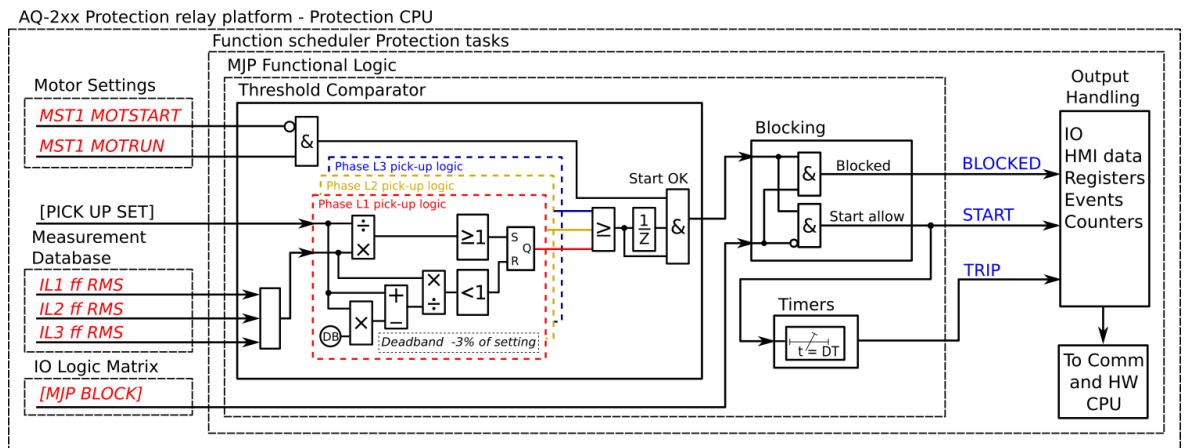 AQ-2xx Protection relay platform - Protection CPU
Function scheduler Protection tasks
MJP Functional Logic
Threshold Comparator
Motor Settings
MST1 MOTSTART
MST1 MOTRUN
&
Phase L3 pick-up logic
Phase L2 pick-up logic
Phase L1 pick-up logic
[PICK UP SET]
Measurement
Database
IL1 ff RMS
IL2 ff RMS
IL3 ff RMS
IO Logic Matrix
[MJP BLOCK]
÷
×
≥1
S
Q
R
×
÷
<1
+
−
×
DB
Deadband -3% of setting
≥
1
Z
Start OK
&
Blocking
&
Blocked
&
Start allow
Timers
t = DT
BLOCKED
START
TRIP
Output
Handling
IO
HMI data
Registers
Events
Counters
To Comm
and HW
CPU